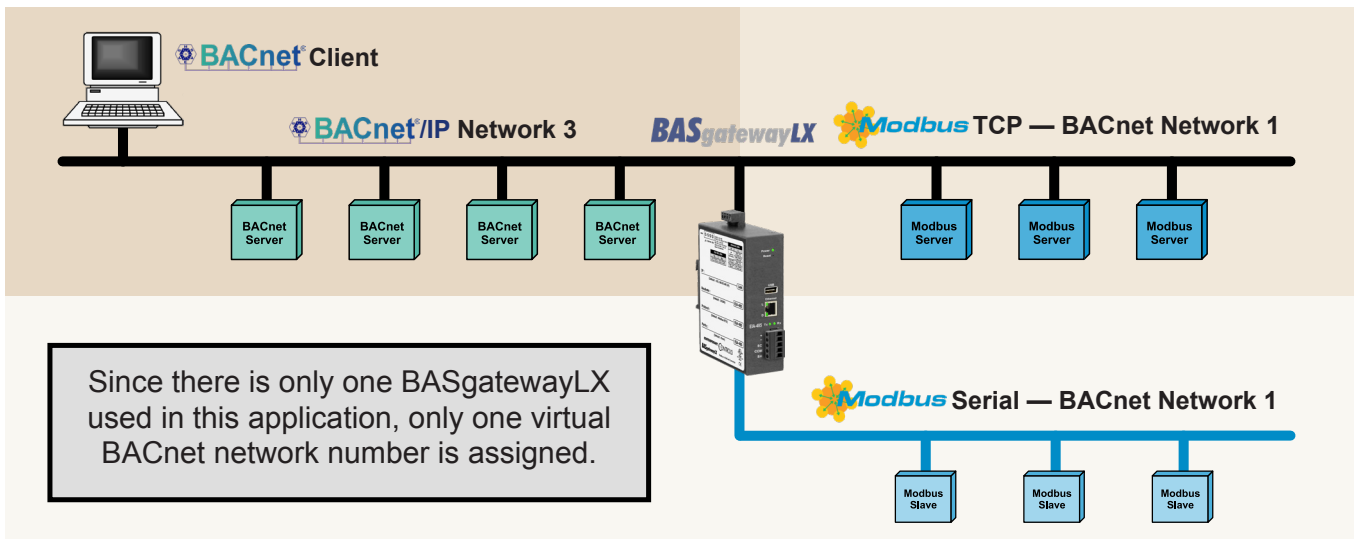 BACnet® Client
BACnet®/IP Network 3
BASgatewayLX
Modbus TCP — BACnet Network 1
BACnet
Server
BACnet
Server
BACnet
Server
BACnet
Server
Modbus
Server
Modbus
Server
Modbus
Server
Since there is only one BASgatewayLX
used in this application, only one virtual
BACnet network number is assigned.
Modbus Serial — BACnet Network 1
Modbus
Slave
Modbus
Slave
Modbus
Slave